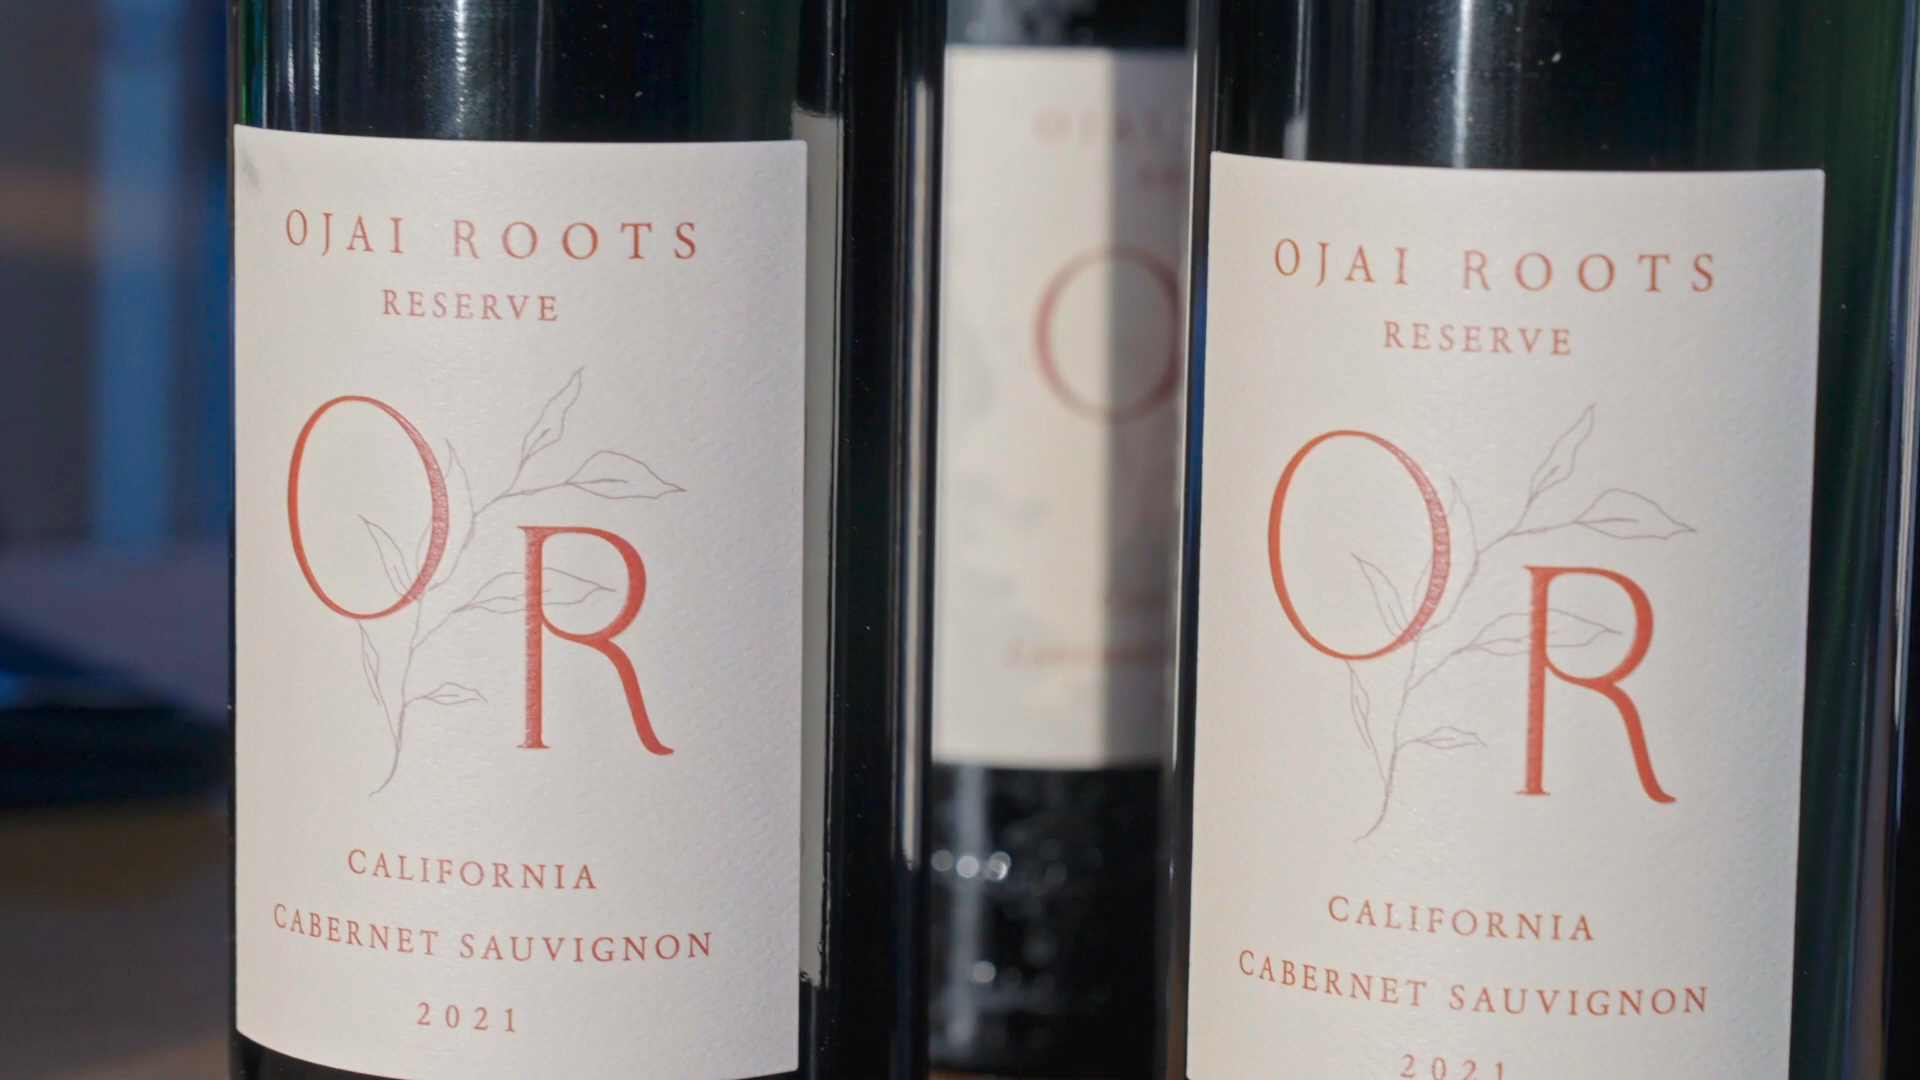 OJAI ROOTS
RESERVE
OR
CALIFORNIA
CABERNET SAUVIGNON
2021
O
OJAI ROOTS
RESERVE
OR
CALIFORNIA
CABERNET SAUVIGNON
2021